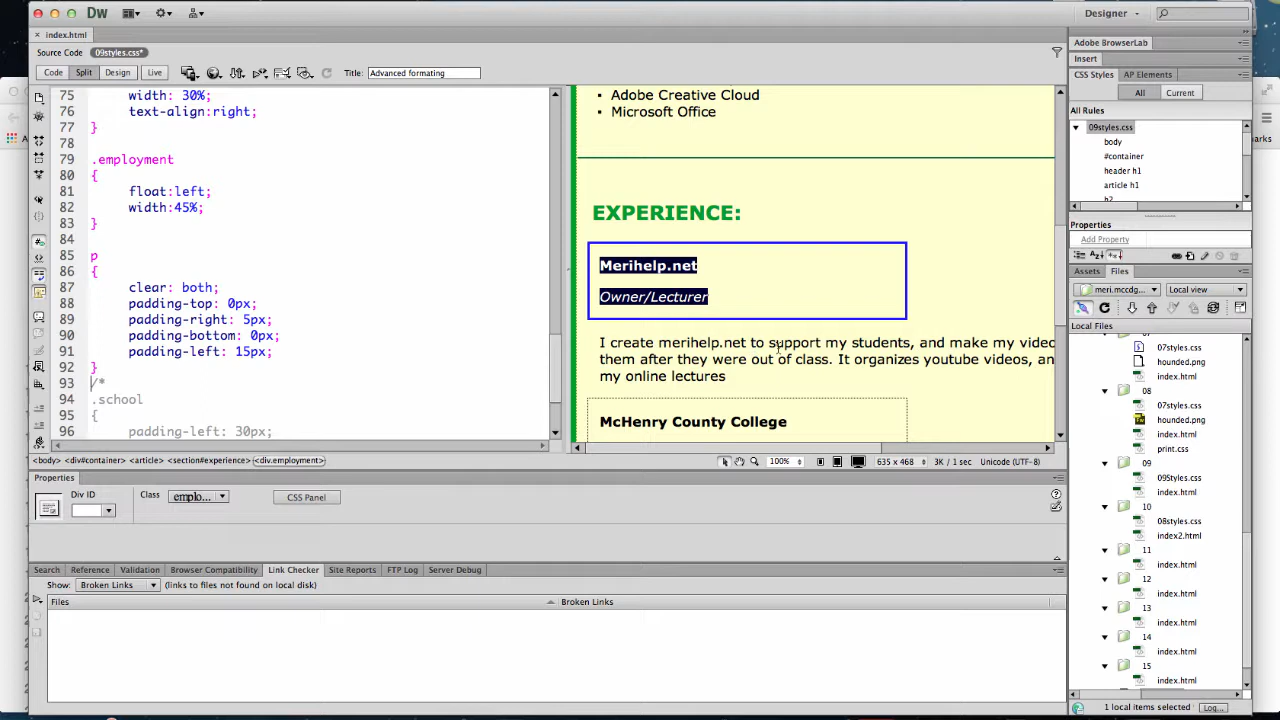 Dw
Designer
index.html
Source Code 09styles.css*
Code Split Design Live Title: Advanced formating
75 width: 30%;
76 text-align:right;
77 }
78
79 .employment
80 {
81 float:left;
82 width:45%;
83 }
84
85 p
86 {
87 clear: both;
88 padding-top: 0px;
89 padding-right: 5px;
90 padding-bottom: 0px;
91 padding-left: 15px;
92 }
93 /*
94 .school
95 {
96 padding-left: 30px;
▪ Adobe Creative Cloud
▪ Microsoft Office
EXPERIENCE:
Merihelp.net
Owner/Lecturer
I create merihelp.net to support my students, and make my video
them after they were out of class. It organizes youtube videos, an
my online lectures
McHenry County College
<body> <div#container> <article> <section#experience> <div.employment>
100% 635 x 468 3K / 1 sec Unicode (UTF-8)
Properties
Div ID Class emplo... CSS Panel
Search Reference Validation Browser Compatibility Link Checker Site Reports FTP Log Server Debug
Show: Broken Links (links to files not found on local disk)
Files Broken Links
Adobe BrowserLab
Insert
CSS Styles AP Elements
All Current
All Rules
09styles.css
body
#container
header h1
article h1
h2
Properties
Add Property
Assets Files
meri.mccdg... Local view
Local Files
07styles.css
hounded.png
index.html
08
07styles.css
hounded.png
index.html
print.css
09
09Styles.css
index.html
10
08styles.css
index2.html
11
index.html
12
index.html
13
index.html
14
index.html
15
index.html
1 local items selected Log...
arks